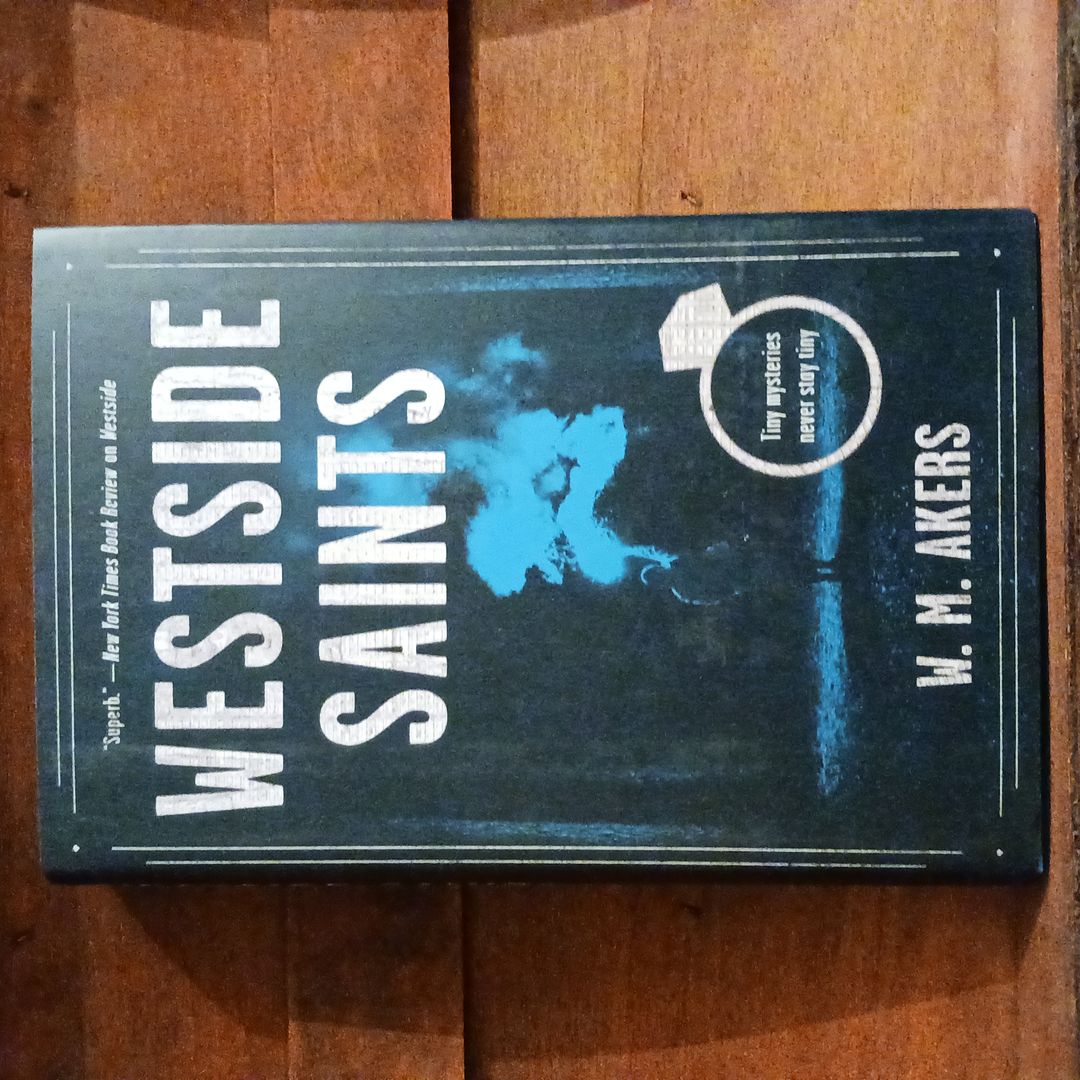 "Superb." —New York Times Book Review on Westside
WESTSIDE
SAINTS
Tiny mysteries
never stay tiny
W. M. AKERS